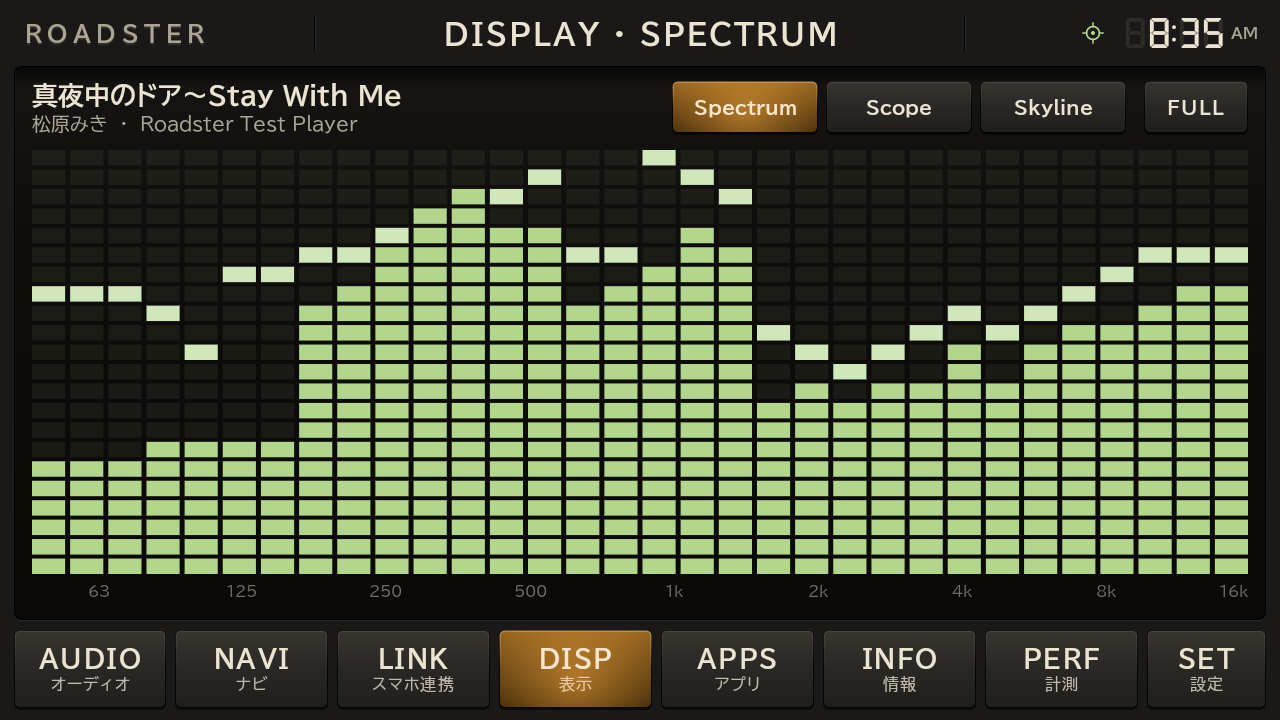 ROADSTER
DISPLAY・SPECTRUM
8:35 AM
真夜中のドア〜Stay With Me
松原みき ・ Roadster Test Player
Spectrum
Scope
Skyline
FULL
63 125 250 500 1k 2k 4k 8k 16k
AUDIO
オーディオ
NAVI
ナビ
LINK
スマホ連携
DISP
表示
APPS
アプリ
INFO
情報
PERF
計測
SET
設定